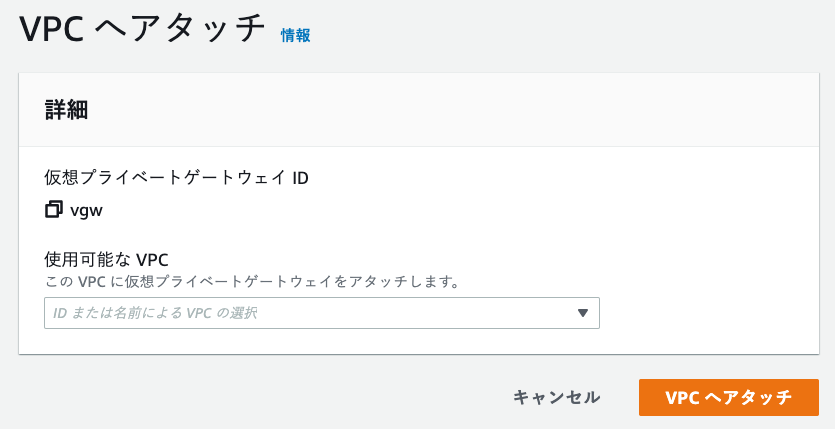 VPC へアタッチ 情報
詳細
仮想プライベートゲートウェイ ID
vgw
使用可能な VPC
この VPC に仮想プライベートゲートウェイをアタッチします。
ID または名前による VPC の選択
キャンセル VPC へアタッチ